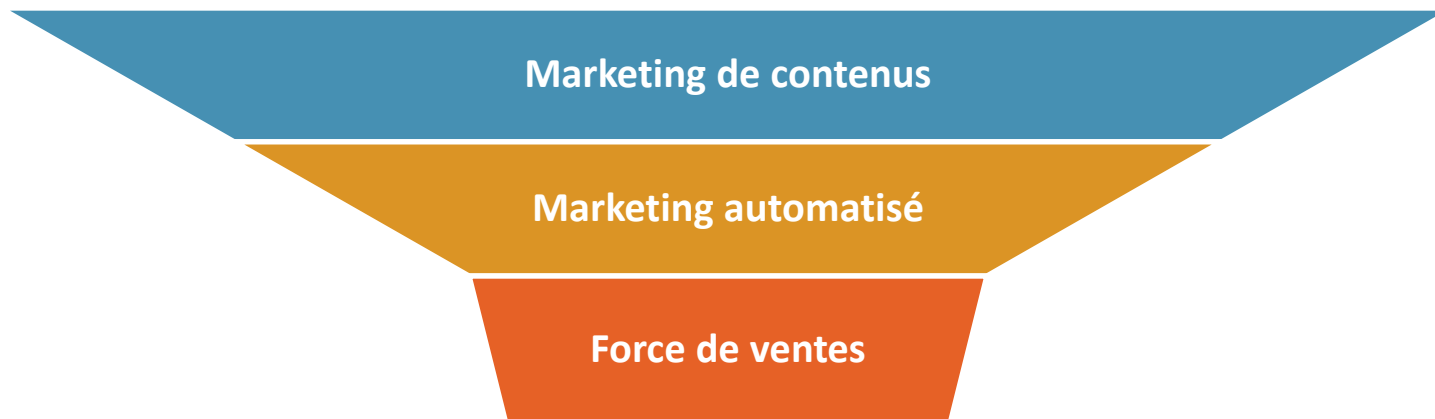 Marketing de contenus
Marketing automatisé
Force de ventes